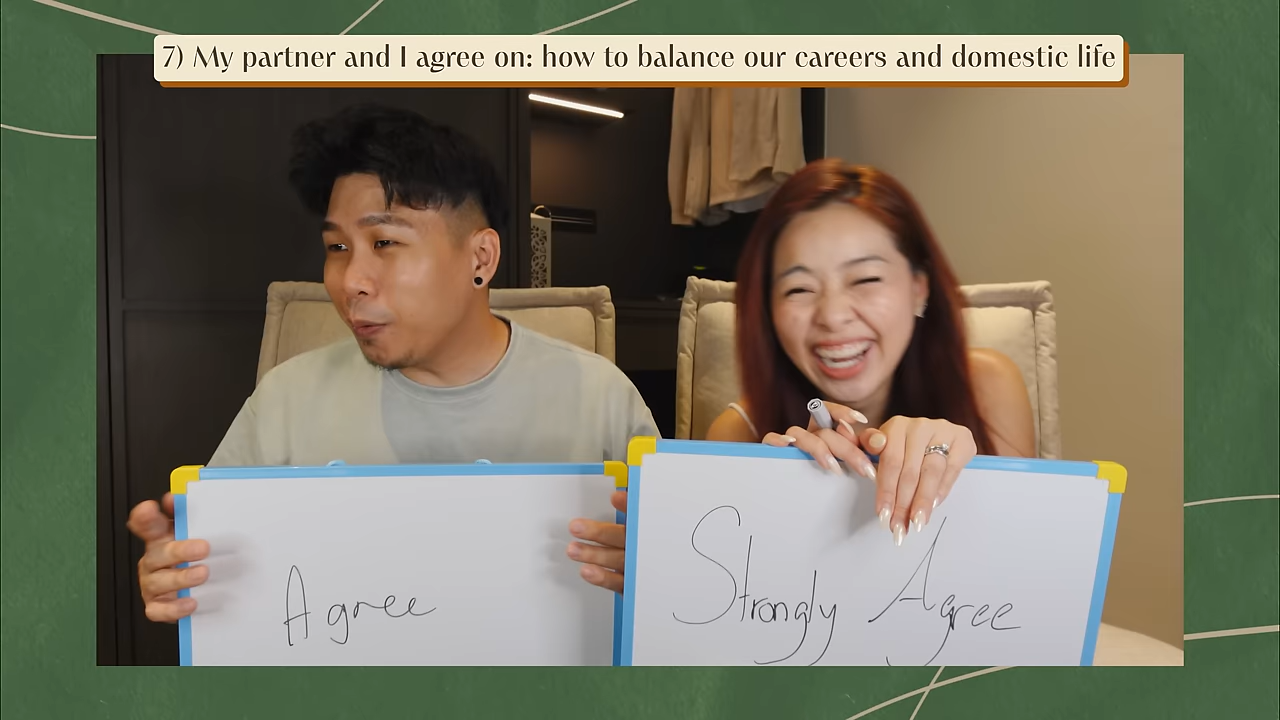 7) My partner and I agree on: how to balance our careers and domestic life
Agree
Strongly Agree